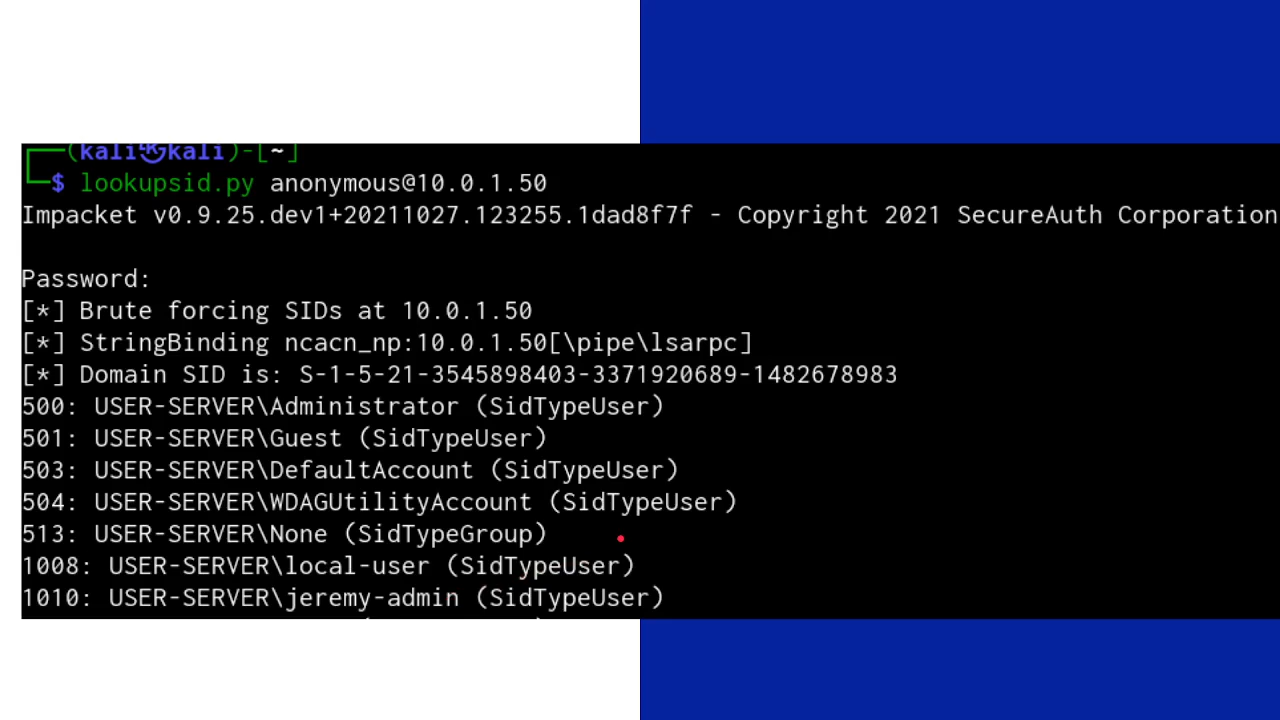 (kali㉿kali)-[~]
$ lookupsid.py anonymous@10.0.1.50
Impacket v0.9.25.dev1+20211027.123255.1dad8f7f - Copyright 2021 SecureAuth Corporation
Password:
[*] Brute forcing SIDs at 10.0.1.50
[*] StringBinding ncacn_np:10.0.1.50[\pipe\lsarpc]
[*] Domain SID is: S-1-5-21-3545898403-3371920689-1482678983
500: USER-SERVER\Administrator (SidTypeUser)
501: USER-SERVER\Guest (SidTypeUser)
503: USER-SERVER\DefaultAccount (SidTypeUser)
504: USER-SERVER\WDAGUtilityAccount (SidTypeUser)
513: USER-SERVER\None (SidTypeGroup)
1008: USER-SERVER\local-user (SidTypeUser)
1010: USER-SERVER\jeremy-admin (SidTypeUser)